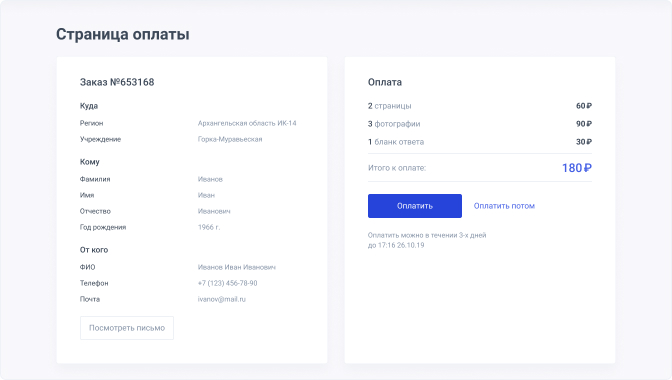 Страница оплаты
Заказ №653168
Куда
Регион Архангельская область ИК-14
Учреждение Горка-Муравьеская
Кому
Фамилия Иванов
Имя Иван
Отчество Иванович
Год рождения 1966 г.
От кого
ФИО Иванов Иван Иванович
Телефон +7 (123) 456-78-90
Почта ivanov@mail.ru
Посмотреть письмо
Оплата
2 страницы 60₽
3 фотографии 90₽
1 бланк ответа 30₽
Итого к оплате: 180₽
Оплатить Оплатить потом
Оплатить можно в течении 3-х дней
до 17:16 26.10.19